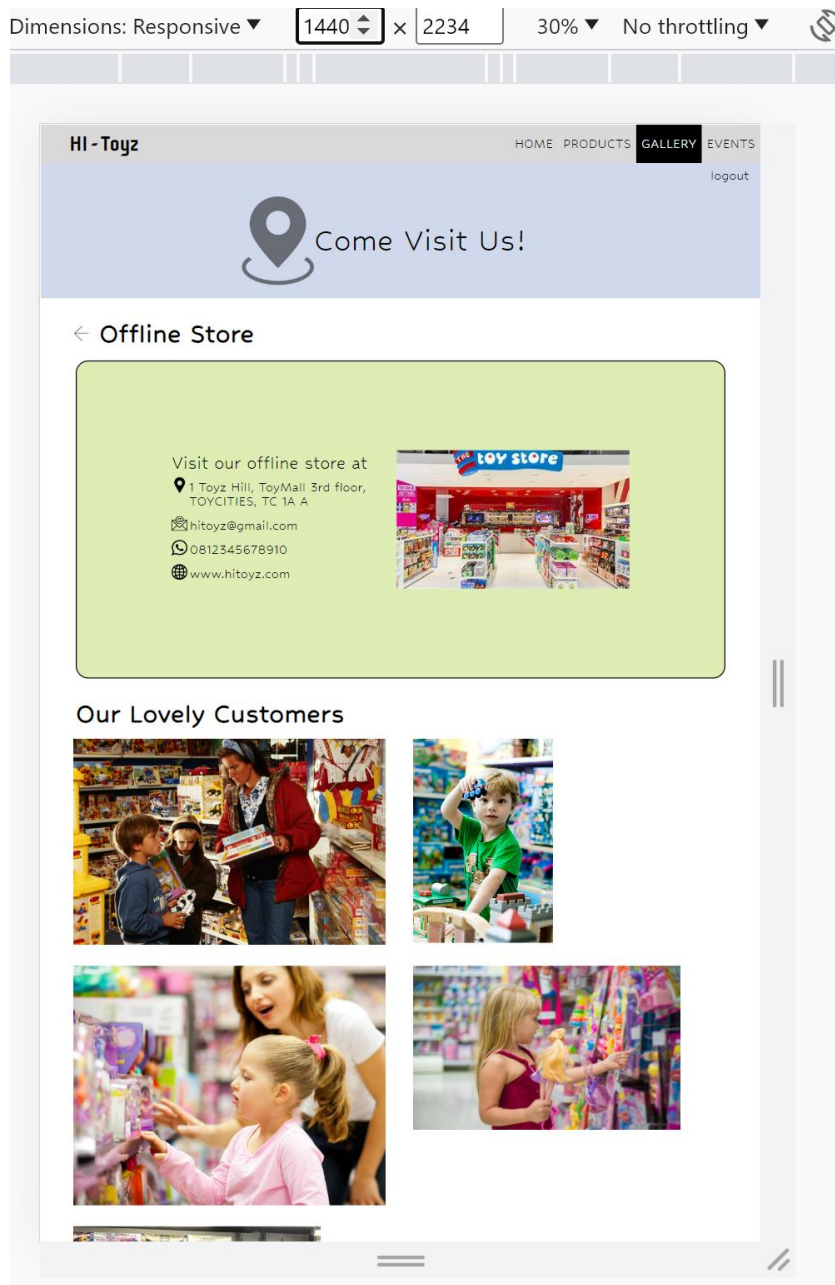 Dimensions: Responsive ▼ 1440 × 2234 30% ▼ No throttling ▼
HI-Toyz HOME PRODUCTS GALLERY EVENTS
logout
Come Visit Us!
← Offline Store
Visit our offline store at
1 Toyz Hill, ToyMall 3rd floor,
TOYCITIES, TC 1A A
hitoyz@gmail.com
0812345678910
www.hitoyz.com
THE toy store
Our Lovely Customers